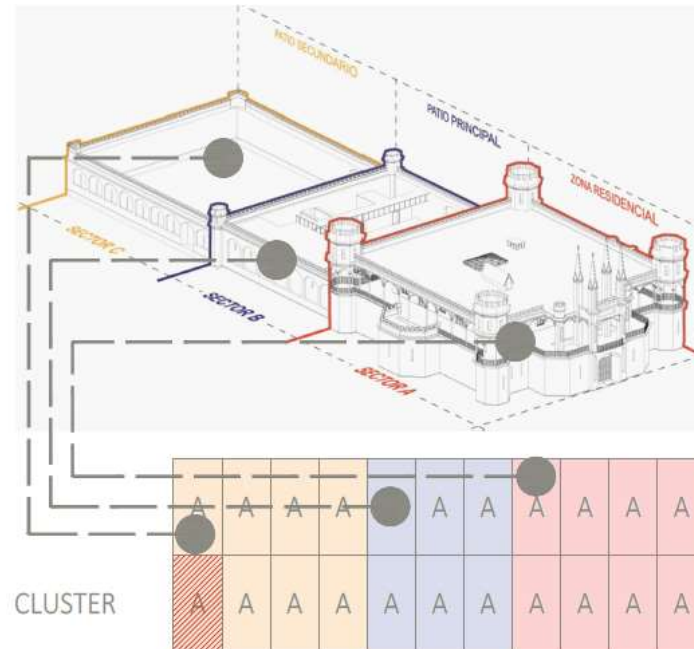 PATIO SECUNDARIO
PATIO PRINCIPAL
ZONA RESIDENCIAL
SECTOR C
SECTOR B
SECTOR A
A A A A A A A A A A
CLUSTER A A A A A A A A A A A